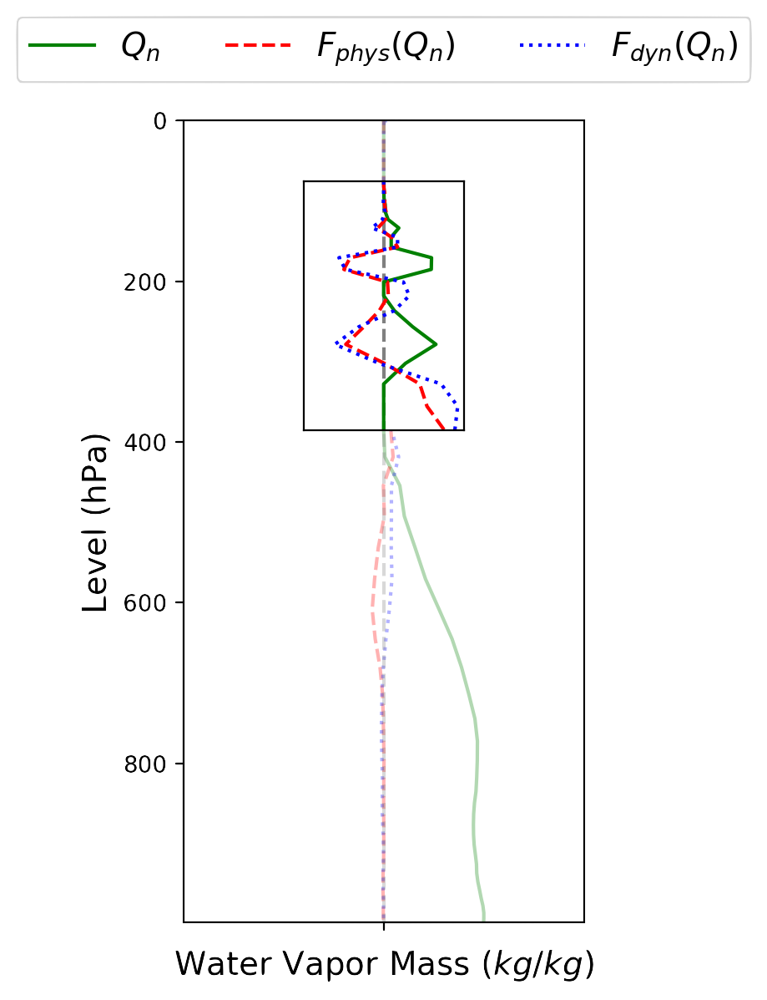 Qn Fphys(Qn) Fdyn(Qn)
0
200
400
600
800
Level (hPa)
Water Vapor Mass (kg/kg)